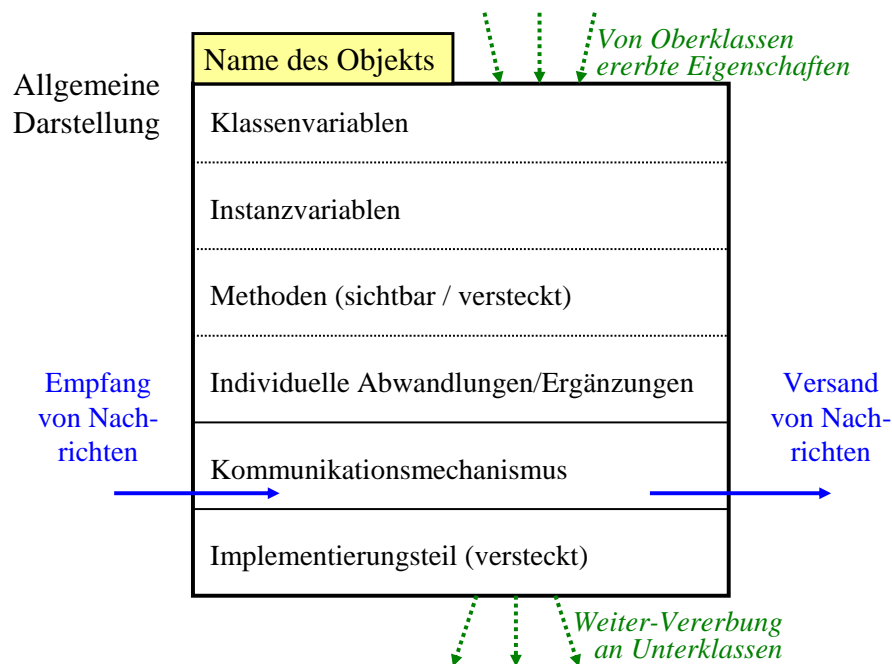 Name des Objekts
Von Oberklassen
ererbte Eigenschaften
Allgemeine
Darstellung
Klassenvariablen
Instanzvariablen
Methoden (sichtbar / versteckt)
Individuelle Abwandlungen/Ergänzungen
Empfang
von Nach-
richten
Versand
von Nach-
richten
Kommunikationsmechanismus
Implementierungsteil (versteckt)
Weiter-Vererbung
an Unterklassen